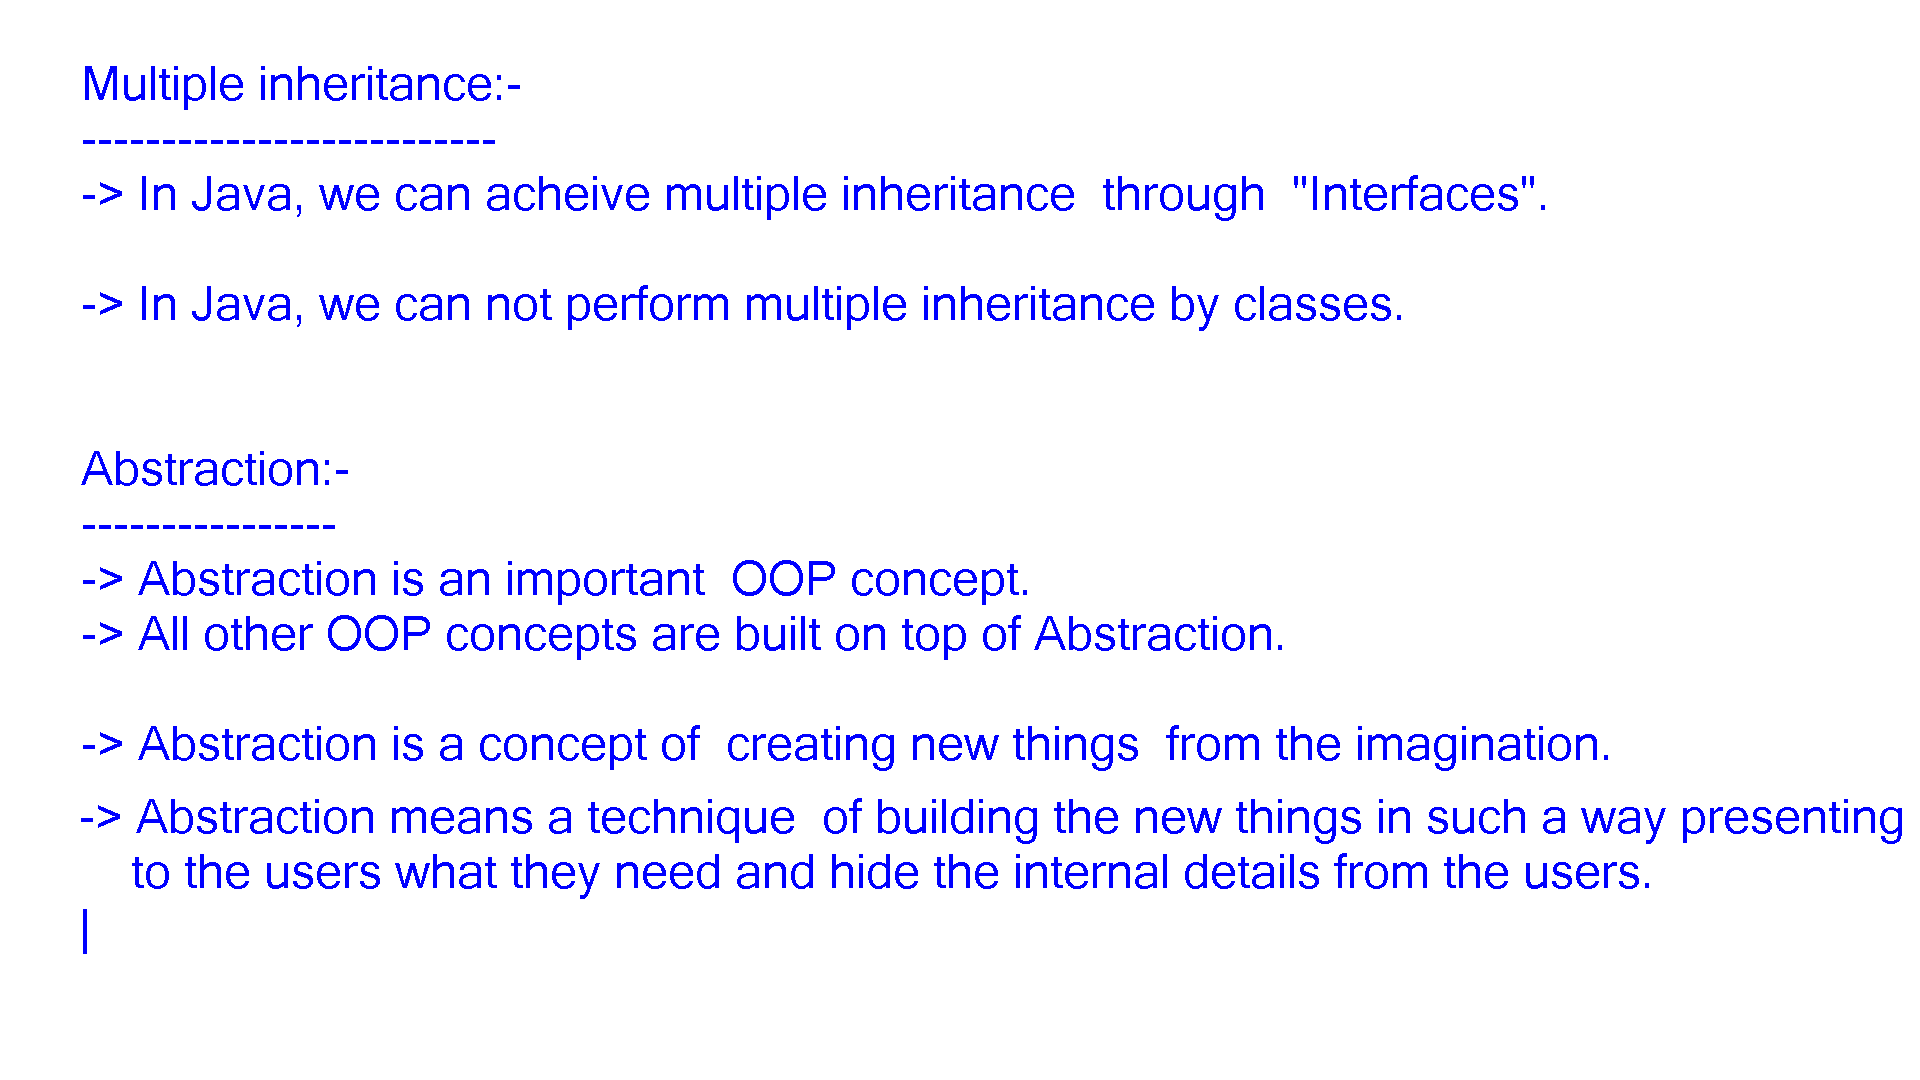 Multiple inheritance:-
--------------------------
-> In Java, we can acheive multiple inheritance  through  "Interfaces".
-> In Java, we can not perform multiple inheritance by classes.
Abstraction:-
----------------
-> Abstraction is an important  OOP concept.
-> All other OOP concepts are built on top of Abstraction.
-> Abstraction is a concept of  creating new things  from the imagination.
-> Abstraction means a technique  of building the new things in such a way presenting
to the users what they need and hide the internal details from the users.